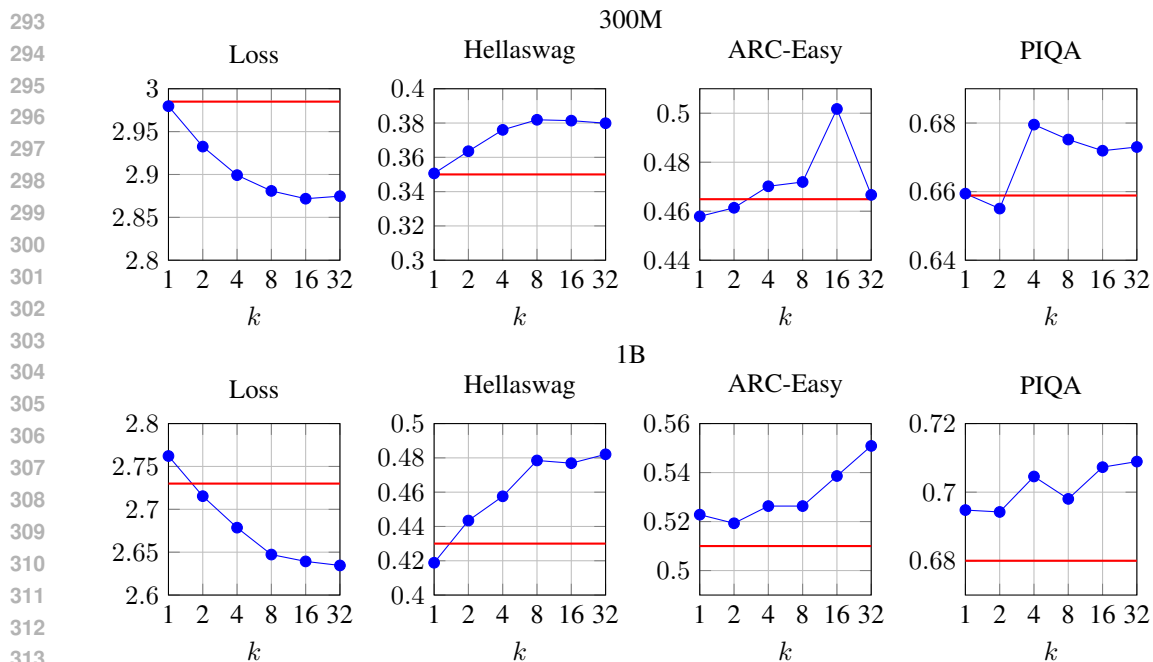 293
300M
294
Loss Hellaswag ARC-Easy PIQA
295
296
297
298
299
300
301
302
303
3 2.95 2.9 2.85 2.8
1 2 4 8 16 32
k
0.4 0.38 0.36 0.34 0.3
1 2 4 8 16 32
k
0.5 0.48 0.46 0.44
1 2 4 8 16 32
k
0.68 0.66 0.64
1 2 4 8 16 32
k
1B
304
Loss Hellaswag ARC-Easy PIQA
305
306
307
308
309
310
311
312
313
2.8 2.75 2.7 2.65 2.6
1 2 4 8 16 32
k
0.5 0.48 0.46 0.43 0.42 0.4
1 2 4 8 16 32
k
0.56 0.54 0.52 0.5
1 2 4 8 16 32
k
0.72 0.7 0.68
1 2 4 8 16 32
k